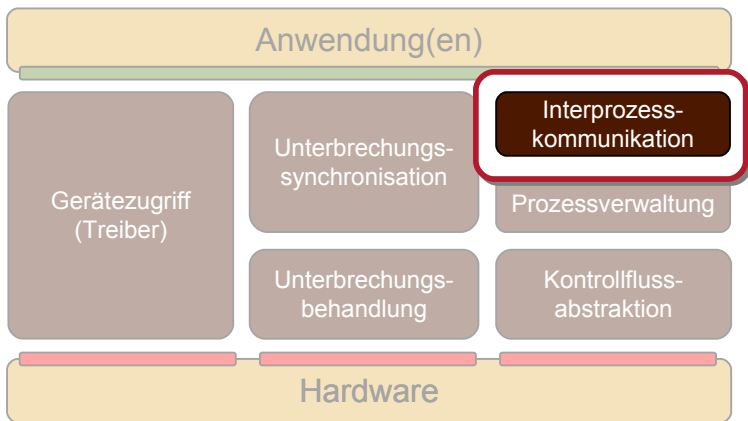 Anwendung(en)
Gerätezugriff
(Treiber)
Unterbrechungs-
synchronisation
Interprozess-
kommunikation
Prozessverwaltung
Unterbrechungs-
behandlung
Kontrollfluss-
abstraktion
Hardware